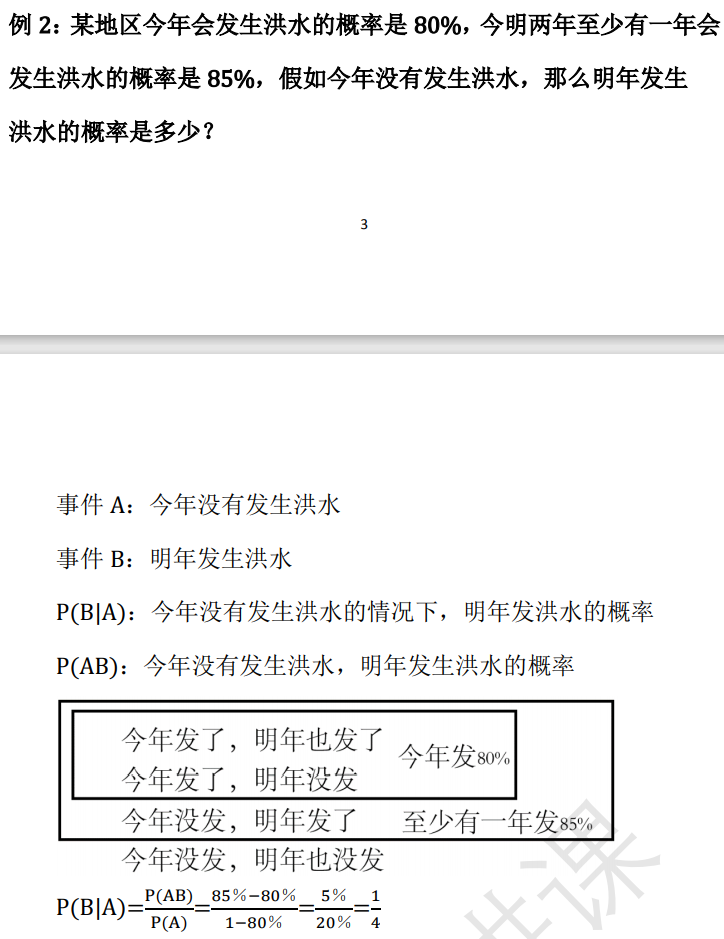 例 2：某地区今年会发生洪水的概率是 80%，今明两年至少有一年会
发生洪水的概率是 85%，假如今年没有发生洪水，那么明年发生
洪水的概率是多少？
3
事件 A：今年没有发生洪水
事件 B：明年发生洪水
P(B|A)：今年没有发生洪水的情况下，明年发洪水的概率
P(AB)：今年没有发生洪水，明年发生洪水的概率
今年发了，明年也发了
今年发80%
今年发了，明年没发
今年没发，明年发了 至少有一年发85%
今年没发，明年也没发
P(B|A)=P(AB)/P(A)=85%−80%/1−80%=5%/20%=1/4
课